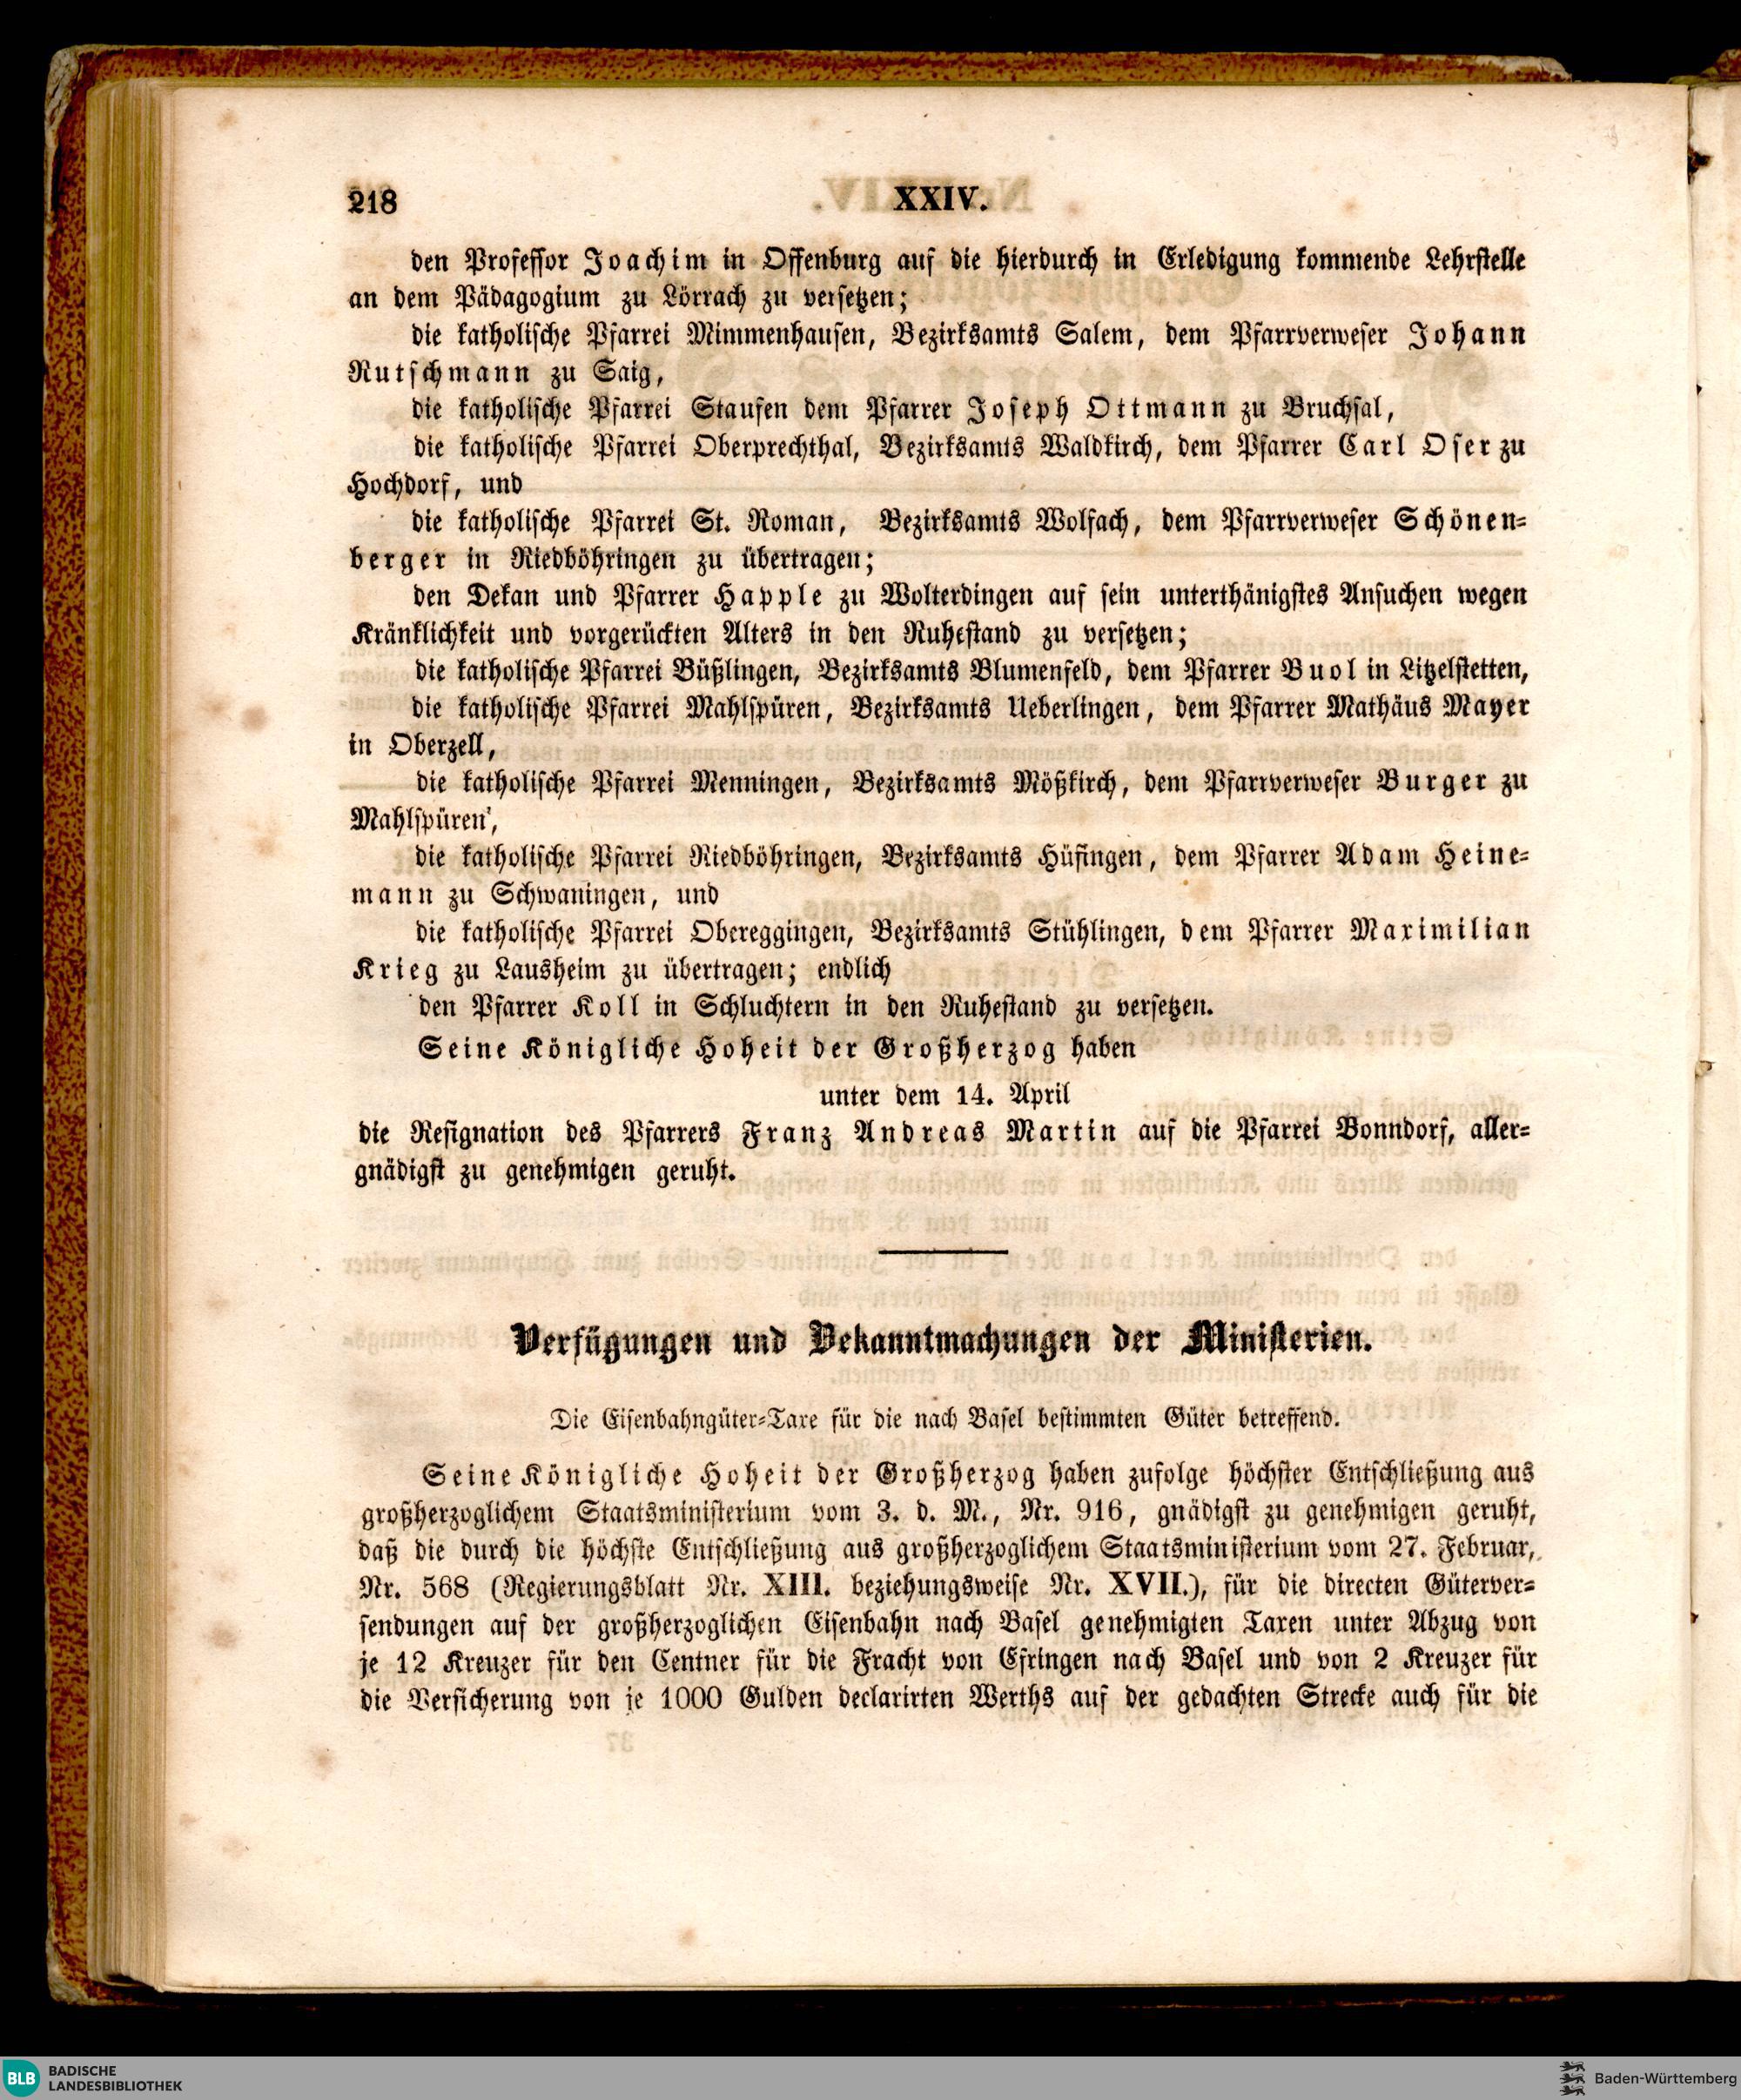 218
XXIV.
den Professor Joachim in Offenburg auf die hierdurch in Erledigung kommende Lehrstelle
an dem Pädagogium zu Lörrach zu versetzen;
die katholische Pfarrei Mimmenhausen, Bezirksamts Salem, dem Pfarrverweser Johann
Rutschmann zu Saig,
die katholische Pfarrei Staufen dem Pfarrer Joseph Ottmann zu Bruchsal,
die katholische Pfarrei Oberprechthal, Bezirksamts Waldkirch, dem Pfarrer Carl Oser zu
Hochdorf, und
die katholische Pfarrei St. Roman, Bezirksamts Wolfach, dem Pfarrverweser Schönen-
berger in Riedböhringen zu übertragen;
den Dekan und Pfarrer Happle zu Wolterdingen auf sein unterthänigstes Ansuchen wegen
Kränklichkeit und vorgerückten Alters in den Ruhestand zu versetzen;
die katholische Pfarrei Büßlingen, Bezirksamts Blumenfeld, dem Pfarrer Buol in Litzelstetten,
die katholische Pfarrei Mahlspüren, Bezirksamts Ueberlingen, dem Pfarrer Mathäus Mayer
in Oberzell,
die katholische Pfarrei Menningen, Bezirksamts Mößkirch, dem Pfarrverweser Burger zu
Mahlspüren,
die katholische Pfarrei Riedböhringen, Bezirksamts Hüfingen, dem Pfarrer Adam Heine-
mann zu Schwaningen, und
die katholische Pfarrei Obereggingen, Bezirksamts Stühlingen, dem Pfarrer Maximilian
Krieg zu Lausheim zu übertragen; endlich
den Pfarrer Koll in Schluchtern in den Ruhestand zu versetzen.
Seine Königliche Hoheit der Großherzog haben
unter dem 14. April
die Resignation des Pfarrers Franz Andreas Martin auf die Pfarrei Bonndorf, aller-
gnädigst zu genehmigen geruht.
Verfügungen und Bekanntmachungen der Ministerien.
Die Eisenbahngüter-Taxe für die nach Basel bestimmten Güter betreffend.
Seine Königliche Hoheit der Großherzog haben zufolge höchster Entschließung aus
großherzoglichem Staatsministerium vom 3. d. M., Nr. 916, gnädigst zu genehmigen geruht,
daß die durch die höchste Entschließung aus großherzoglichem Staatsministerium vom 27. Februar,
Nr. 568 (Regierungsblatt Nr. XIII. beziehungsweise Nr. XVII.), für die directen Güterver-
sendungen auf der großherzoglichen Eisenbahn nach Basel genehmigten Taxen unter Abzug von
je 12 Kreuzer für den Centner für die Fracht von Efringen nach Basel und von 2 Kreuzer für
die Versicherung von je 1000 Gulden declarirten Werths auf der gedachten Strecke auch für die
BLB BADISCHE
LANDESBIBLIOTHEK
Baden-Württemberg